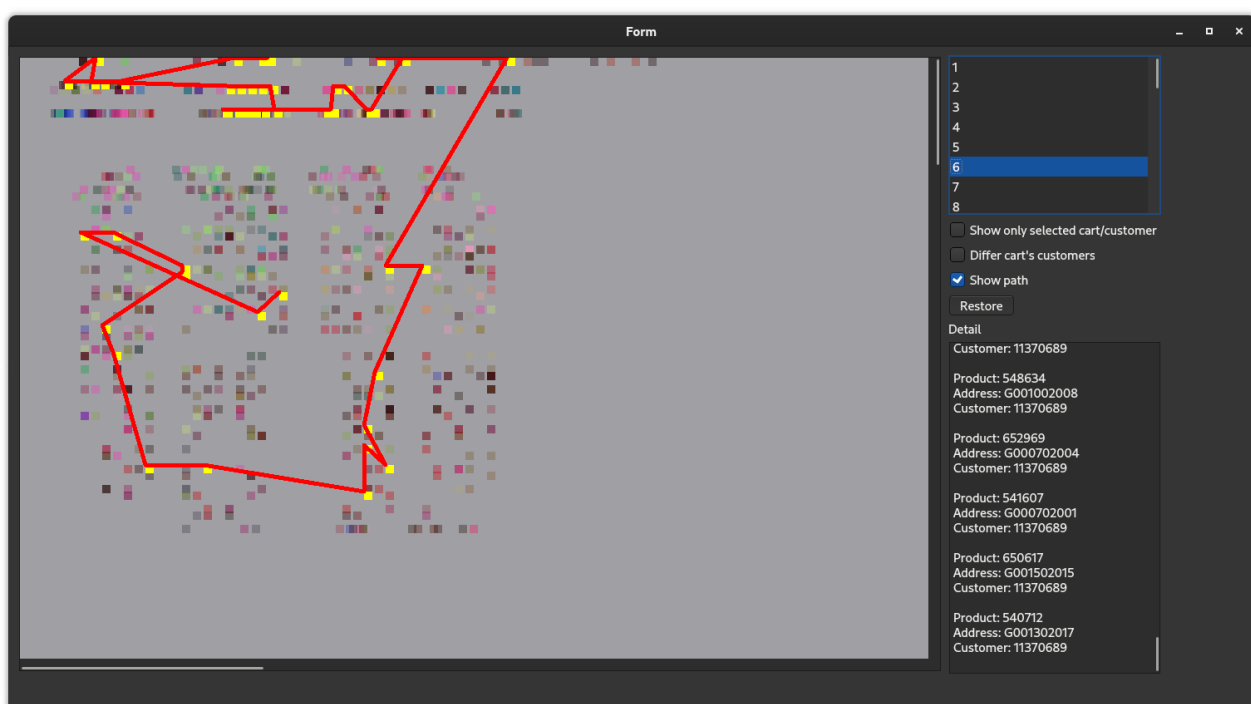 Form
1
2
3
4
5
6
7
8
Show only selected cart/customer
Differ cart's customers
Show path
Restore
Detail
Customer: 11370689
Product: 548634
Address: G001002008
Customer: 11370689
Product: 652969
Address: G000702004
Customer: 11370689
Product: 541607
Address: G000702001
Customer: 11370689
Product: 650617
Address: G001502015
Customer: 11370689
Product: 540712
Address: G001302017
Customer: 11370689